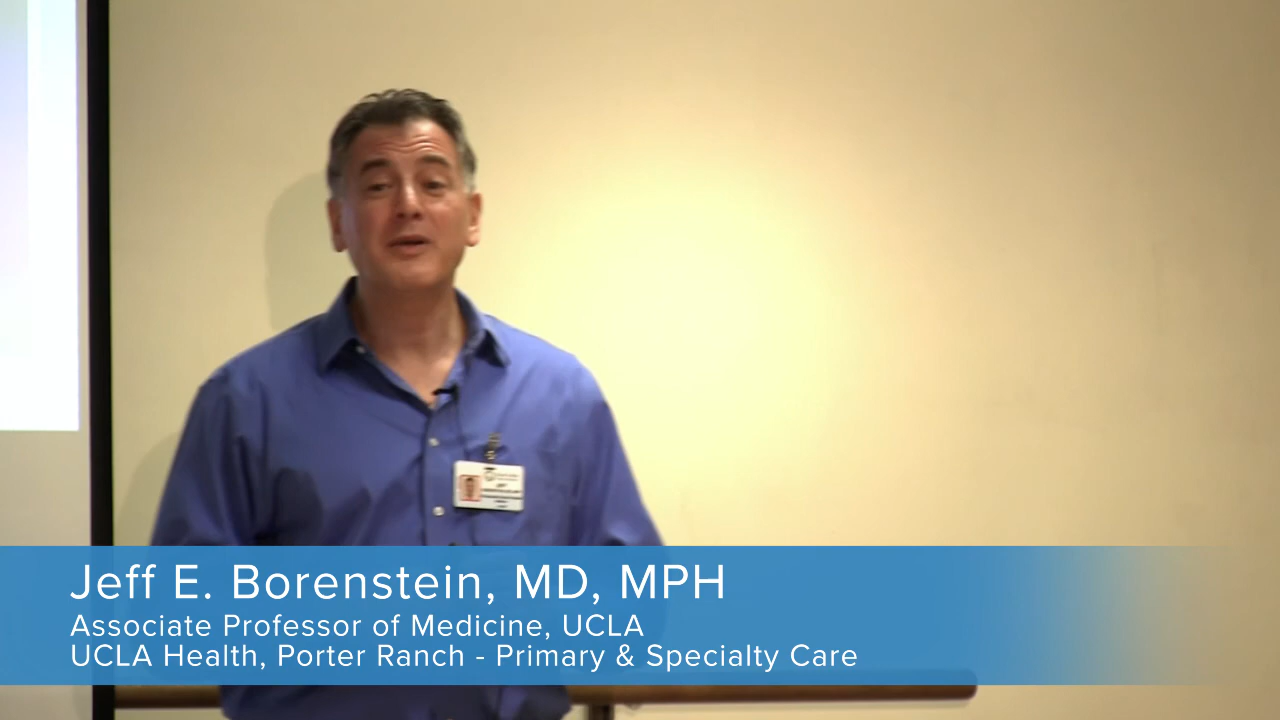 Jeff E. Borenstein, MD, MPH
Associate Professor of Medicine, UCLA
UCLA Health, Porter Ranch - Primary & Specialty Care